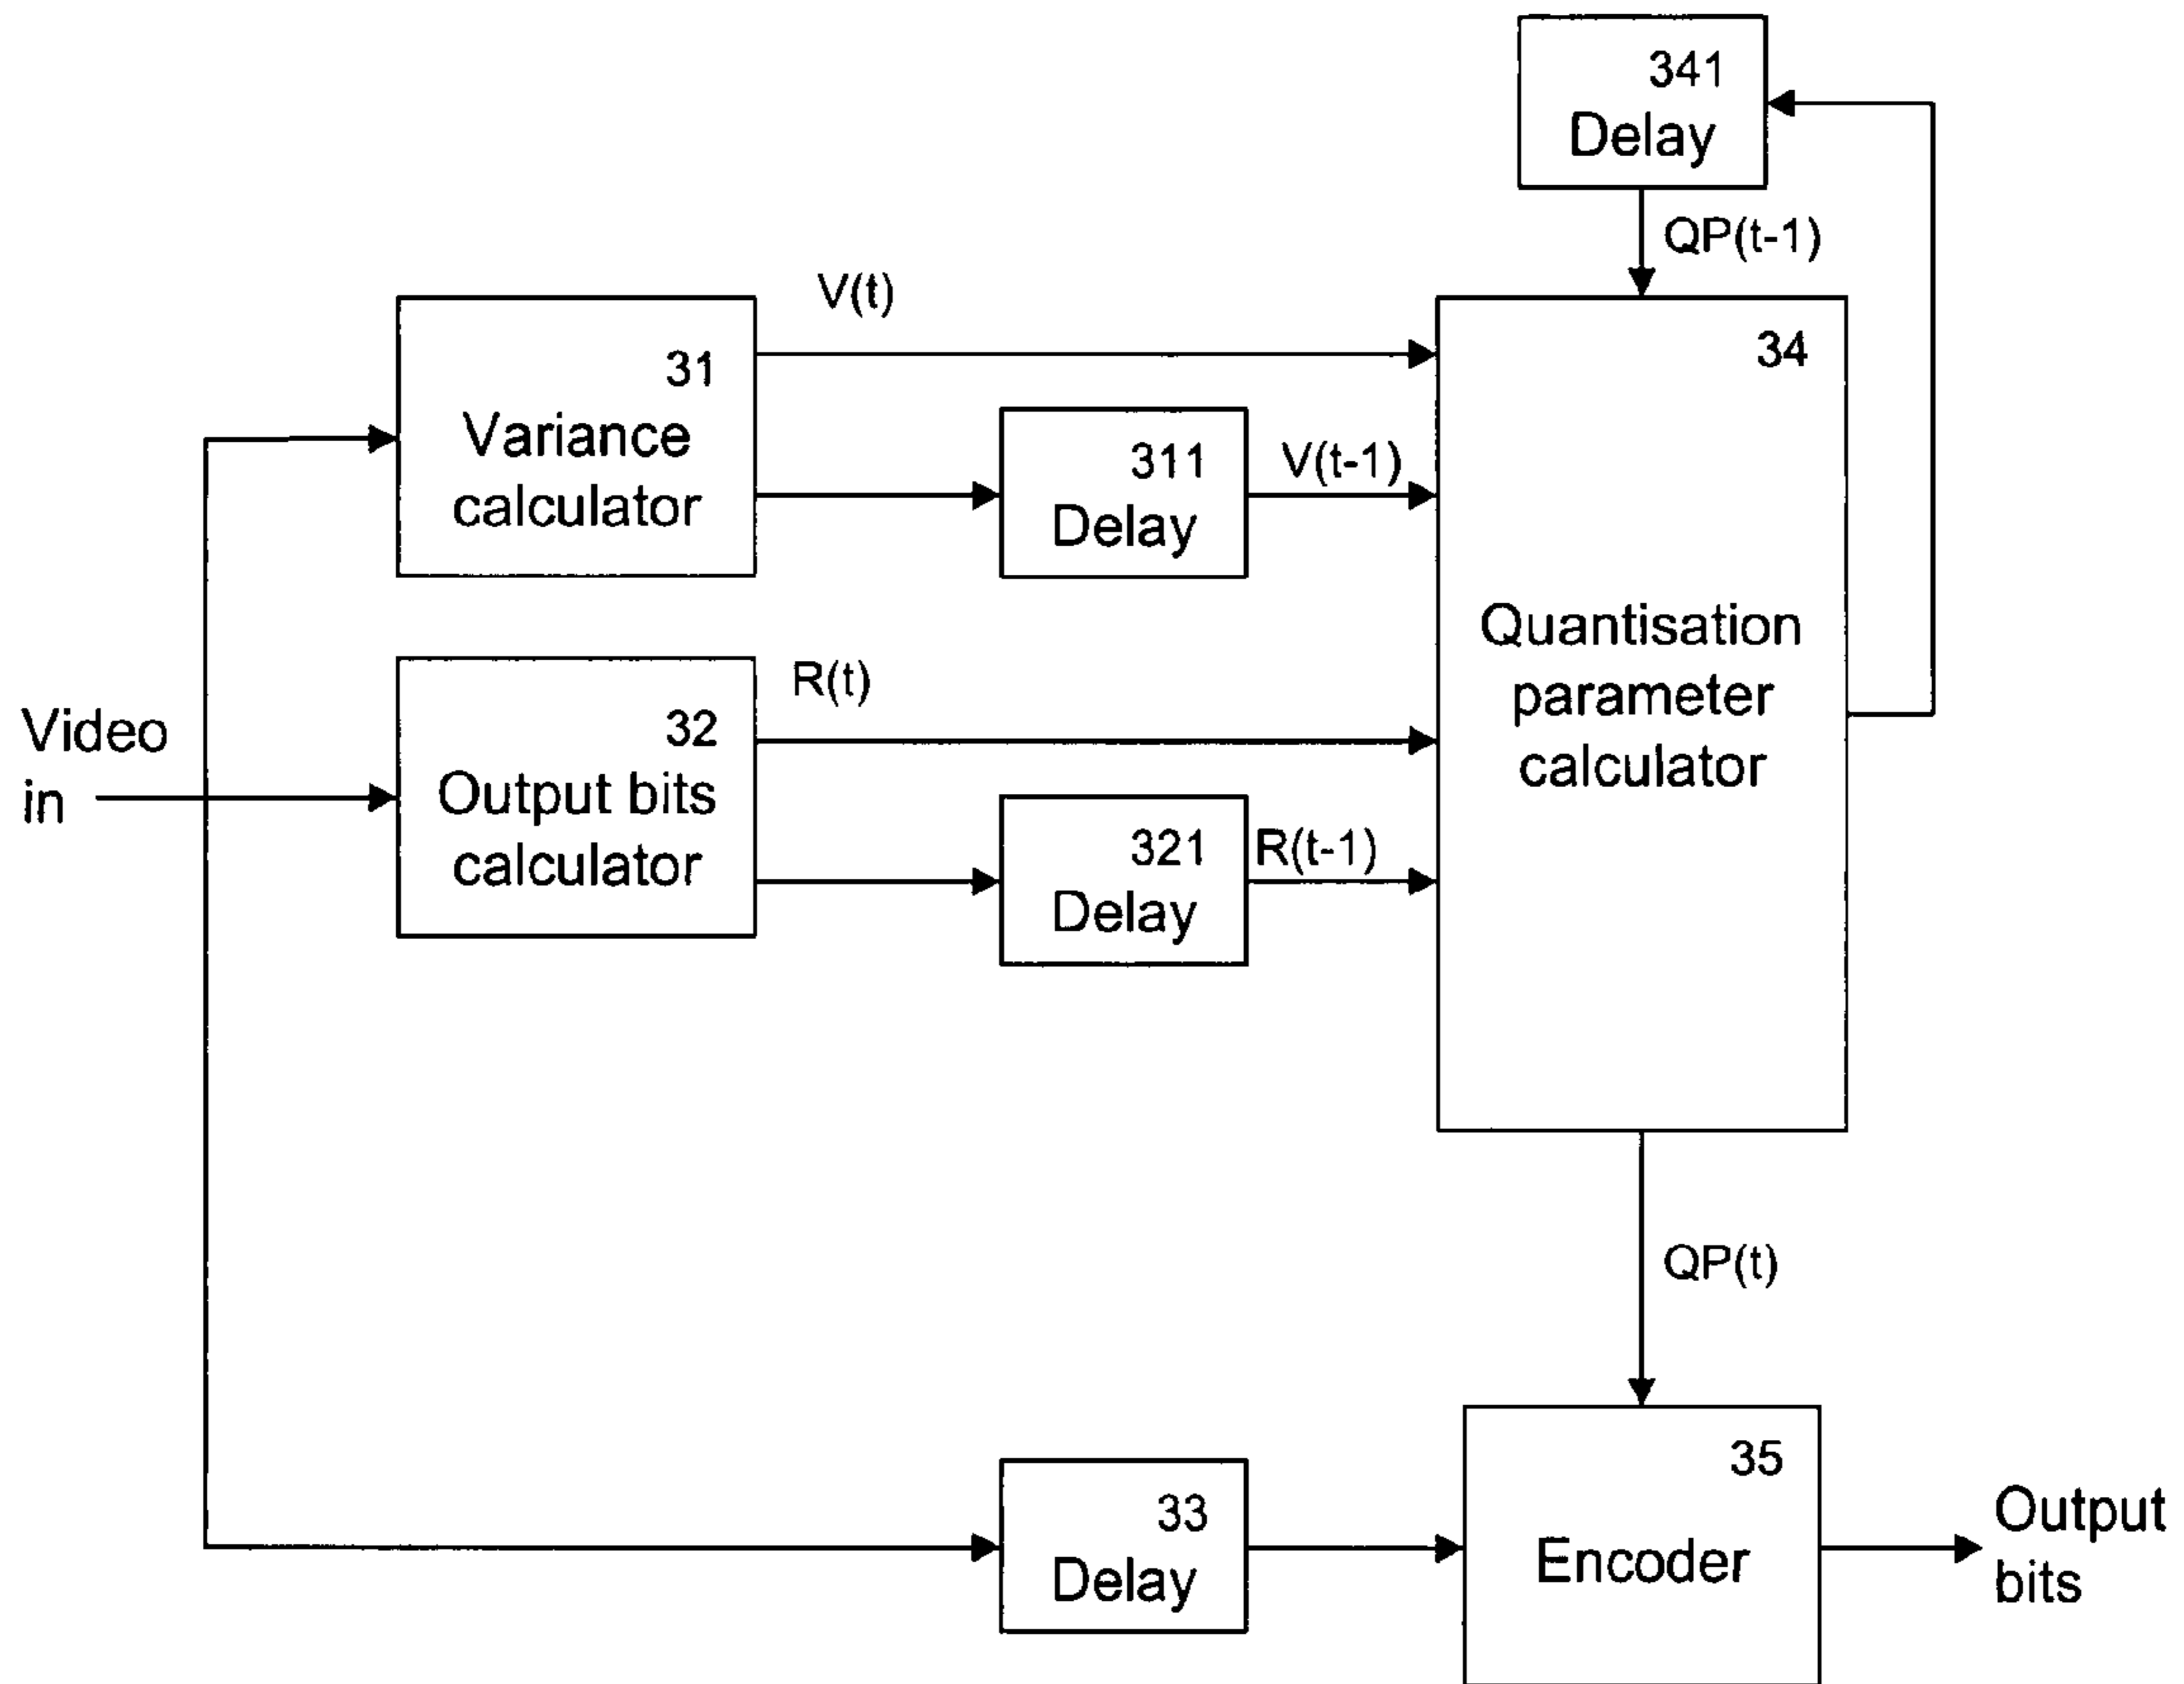 341
Delay
QP(t-1)
V(t)
31
Variance
calculator
311
Delay
V(t-1)
34
Quantisation
parameter
calculator
R(t)
32
Output bits
calculator
321
Delay
R(t-1)
Video
in
QP(t)
33
Delay
35
Encoder
Output
bits